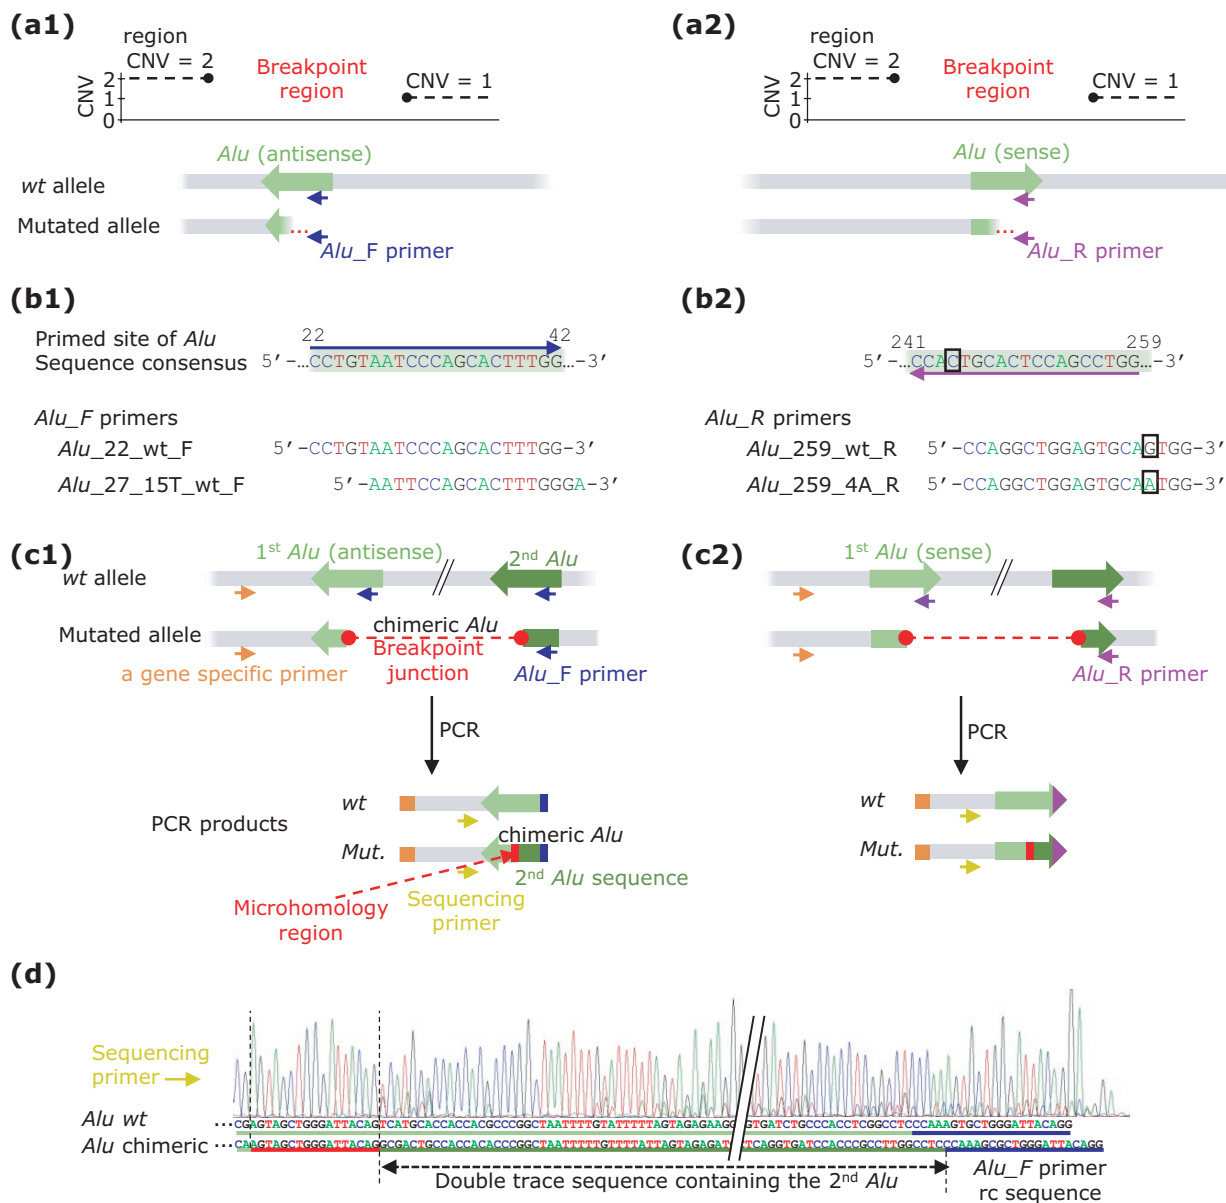 (a1)
region
CNV = 2
Breakpoint
region
CNV = 1
CNV
2
1
0
Alu (antisense)
wt allele
Mutated allele
Alu_F primer
(a2)
region
CNV = 2
Breakpoint
region
CNV = 1
CNV
2
1
0
Alu (sense)
Alu_R primer
(b1)
Primed site of Alu
Sequence consensus
22 42
5′-…CCTGTAATCCCAGCACTTTGG…-3′
Alu_F primers
Alu_22_wt_F 5′-CCTGTAATCCCAGCACTTTGG-3′
Alu_27_15T_wt_F 5′-AATTCCAGCACTTTGGGA-3′
(b2)
241 259
5′-…CCACTGCACTCCAGCCTGG…-3′
Alu_R primers
Alu_259_wt_R 5′-CCAGGCTGGAGTGCAGTGG-3′
Alu_259_4A_R 5′-CCAGGCTGGAGTGCAATGG-3′
(c1)
1st Alu (antisense)
2nd Alu
wt allele
Mutated allele
chimeric Alu
Breakpoint
junction
a gene specific primer
Alu_F primer
PCR
PCR products
wt
Mut.
chimeric Alu
2nd Alu sequence
Microhomology
region
Sequencing
primer
(c2)
1st Alu (sense)
Alu_R primer
PCR
wt
Mut.
(d)
Sequencing
primer
Alu wt …CGAGTAGCTGGGATTACAGTCATGCACCACCACGCCCGGCTAATTTTGTATTTTTAGTAGAGAAGG GTGATCTGCCCACCTCGGCCTCCCAAAGTGCTGGGATTACAGG
Alu chimeric …CAAGTAGCTGGGATTACAGGCGACTGCCACCACACCCGGCTAATTTTTGTTTTATTAGTAGAGAT TCAGGTGATCCACCCGCCTTGGCCTCCCAAAGCGCTGGGATTACAGG
Double trace sequence containing the 2nd Alu
Alu_F primer
rc sequence